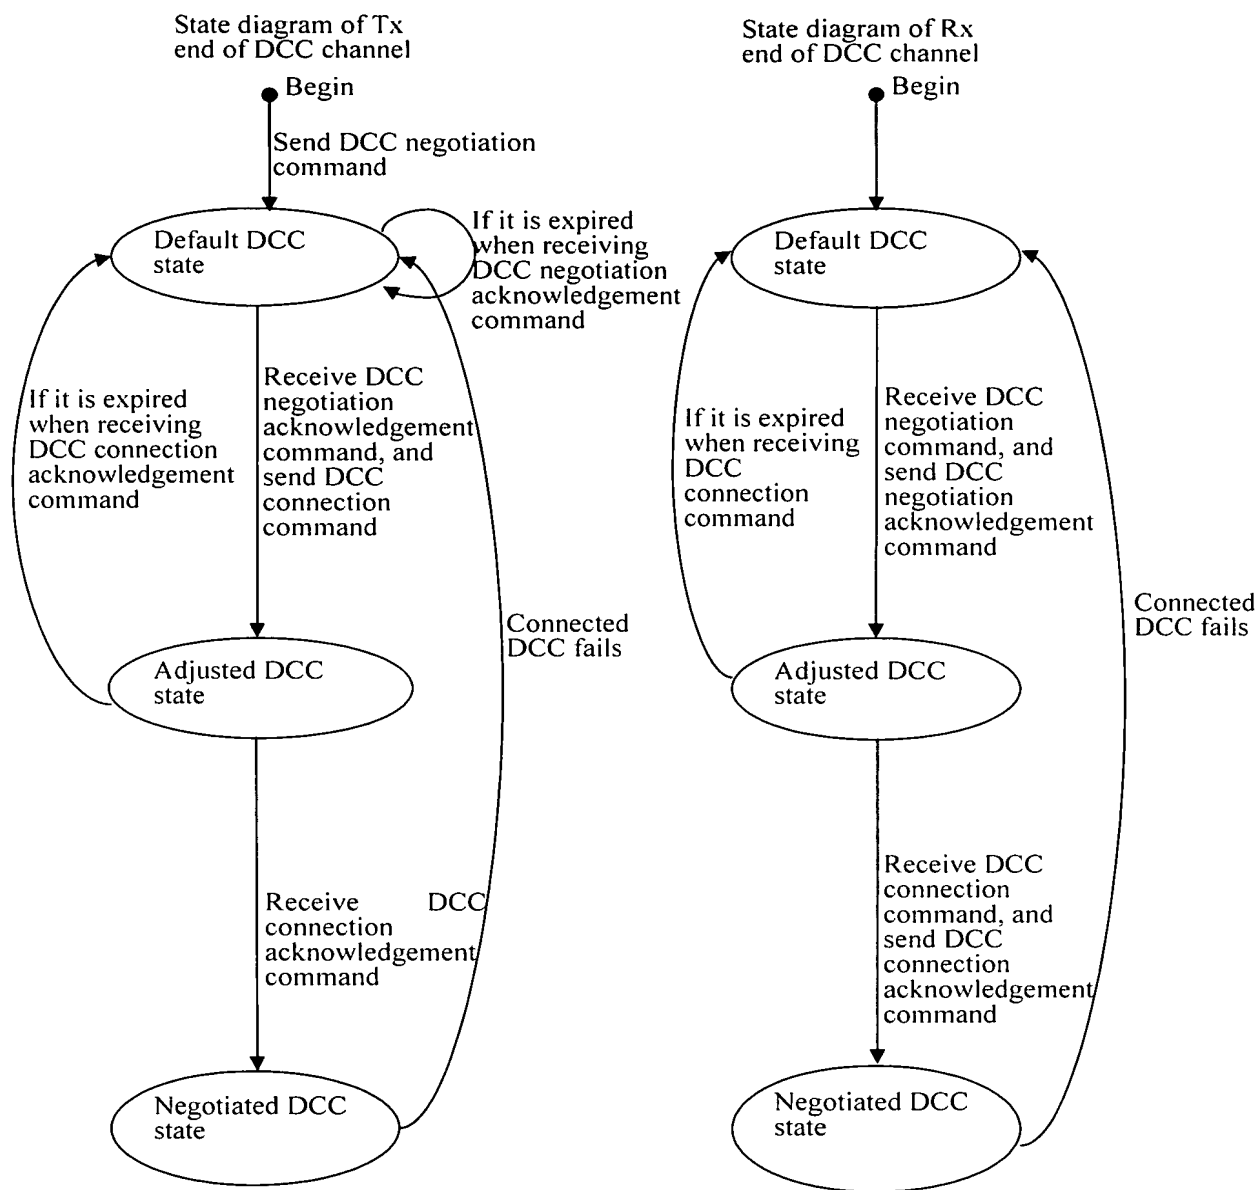 State diagram of Tx
end of DCC channel
Begin
Send DCC negotiation
command
Default DCC
state
If it is expired
when receiving
DCC negotiation
acknowledgement
command
If it is expired
when receiving
DCC connection
acknowledgement
command
Receive DCC
negotiation
acknowledgement
command, and
send DCC
connection
command
Connected
DCC fails
Adjusted DCC
state
Receive DCC
connection
acknowledgement
command
Negotiated DCC
state
State diagram of Rx
end of DCC channel
Begin
Default DCC
state
If it is expired
when receiving
DCC
connection
command
Receive DCC
negotiation
command, and
send DCC
negotiation
acknowledgement
command
Connected
DCC fails
Adjusted DCC
state
Receive DCC
connection
command, and
send DCC
connection
acknowledgement
command
Negotiated DCC
state